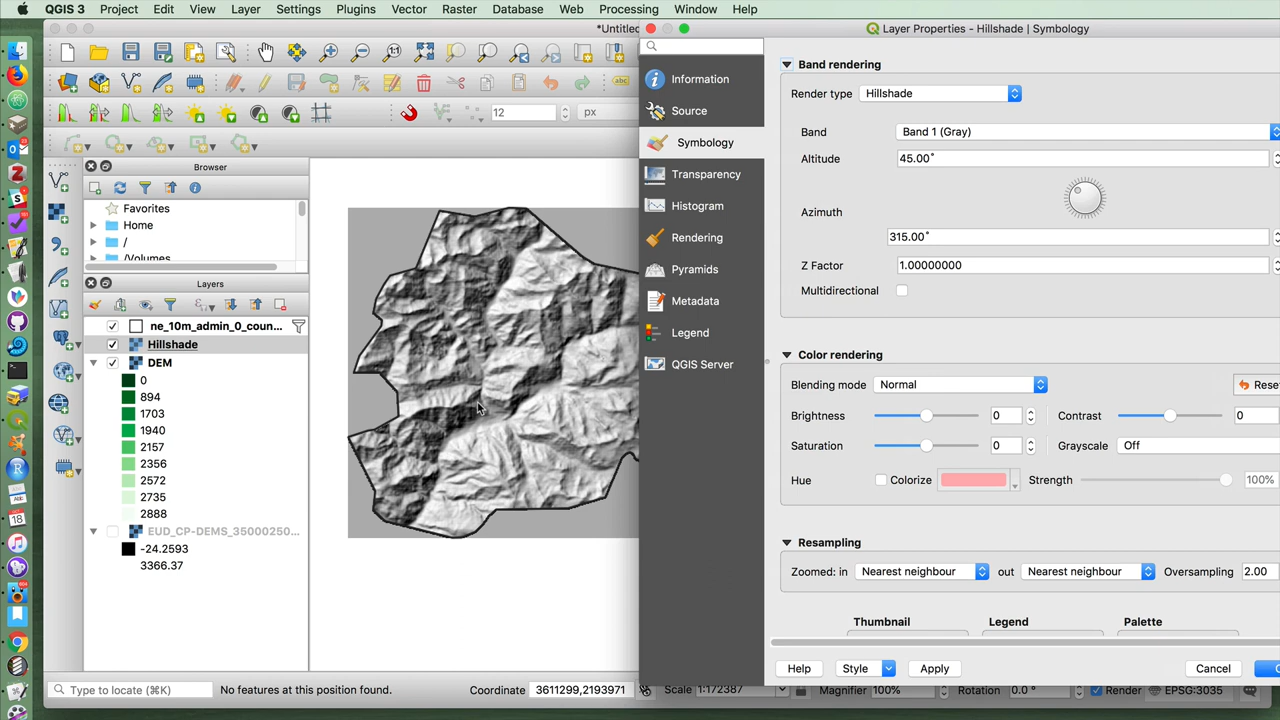 QGIS 3 Project Edit View Layer Settings Plugins Vector Raster Database Web Processing Window Help
*Untitled
Layer Properties - Hillshade | Symbology
12 px
abc
Browser
Favorites
Home
/
/Volumes
Layers
ne_10m_admin_0_coun...
Hillshade
DEM
0
894
1703
1940
2157
2356
2572
2735
2888
EUD_CP-DEMS_35000250...
-24.2593
3366.37
Information
Source
Symbology
Transparency
Histogram
Rendering
Pyramids
Metadata
Legend
QGIS Server
Band rendering
Render type Hillshade
Band Band 1 (Gray)
Altitude 45.00°
Azimuth
315.00°
Z Factor 1.00000000
Multidirectional
Color rendering
Blending mode Normal Rese
Brightness 0 Contrast 0
Saturation 0 Grayscale Off
Hue Colorize Strength 100%
Resampling
Zoomed: in Nearest neighbour out Nearest neighbour Oversampling 2.00
Thumbnail Legend Palette
Help Style Apply Cancel
Type to locate (⌘K) No features at this position found. Coordinate 3611299,2193971 Scale 1:172387 Magnifier 100% Rotation 0.0 ° Render EPSG:3035